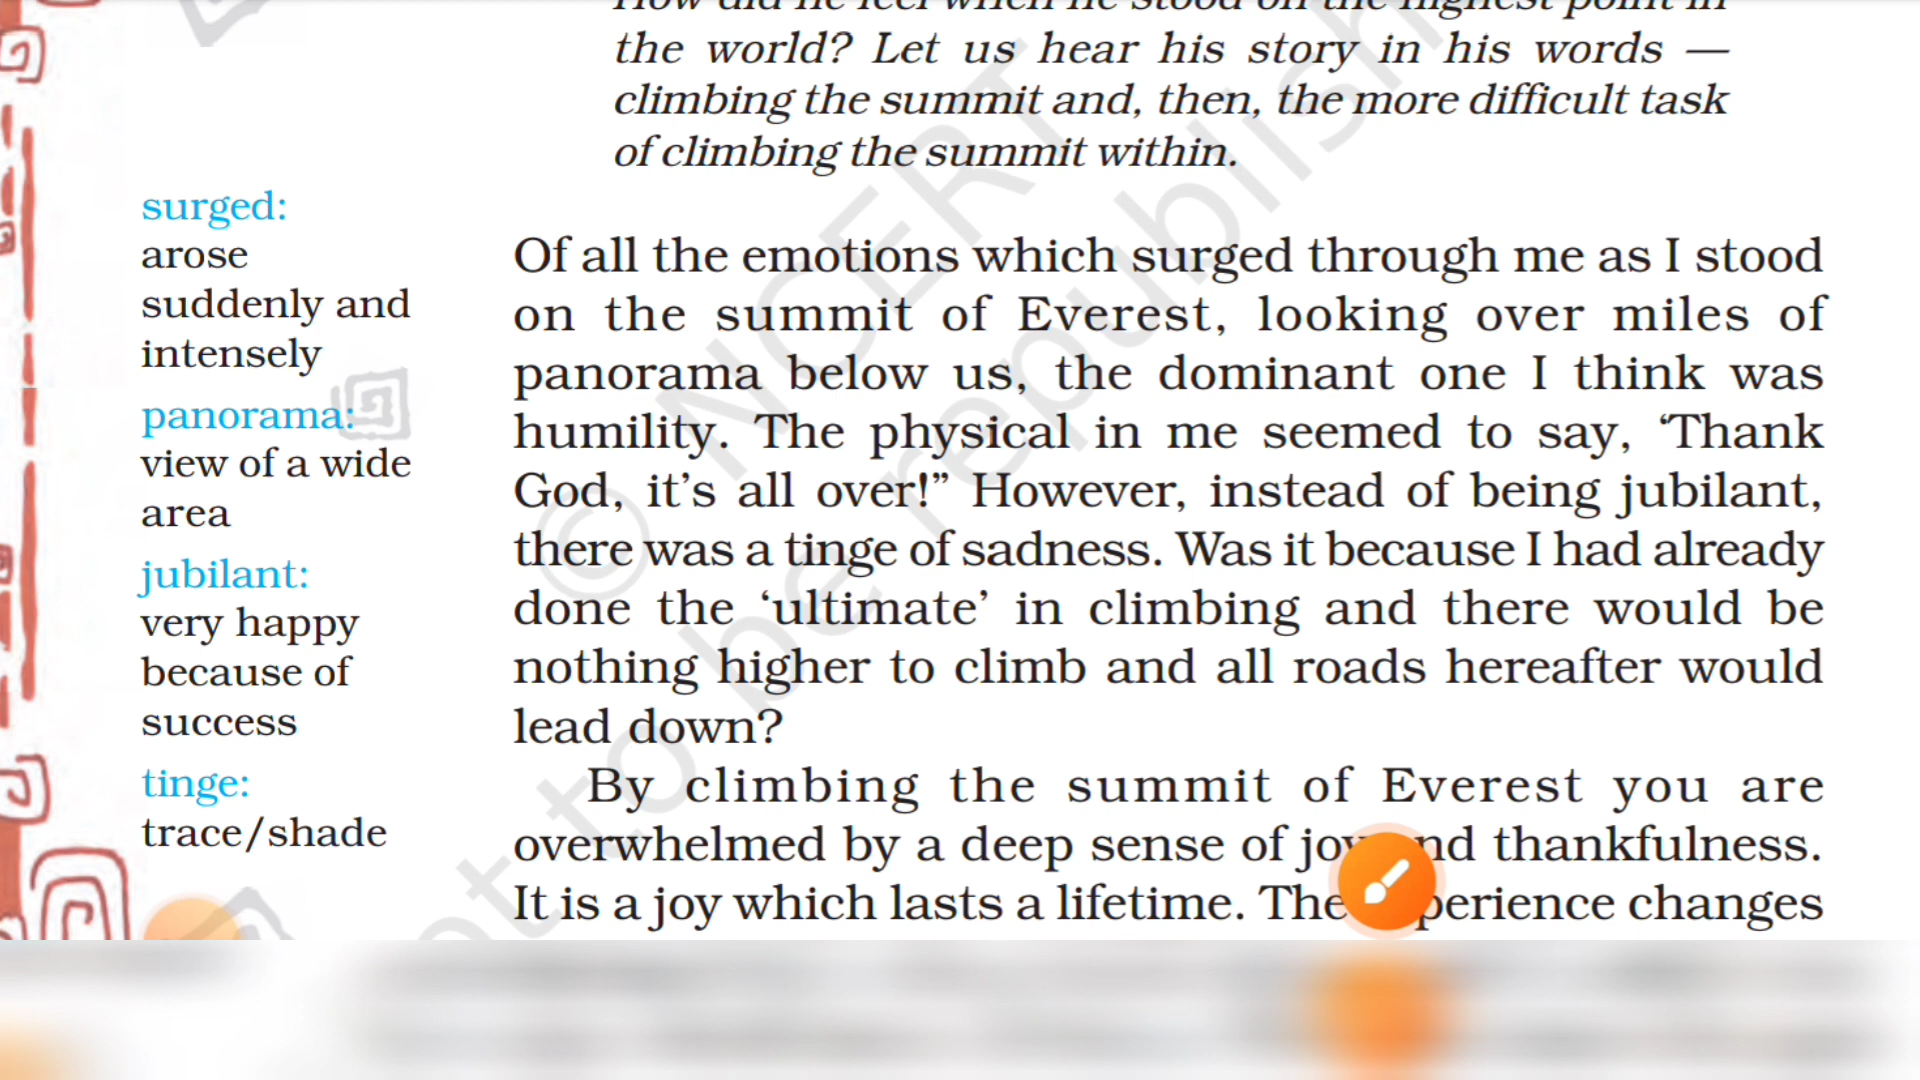 How did he feel when he stood on the highest point in
the world? Let us hear his story in his words —
climbing the summit and, then, the more difficult task
of climbing the summit within.
surged:
arose
suddenly and
intensely
panorama:
view of a wide
area
jubilant:
very happy
because of
success
tinge:
trace/shade
Of all the emotions which surged through me as I stood
on the summit of Everest, looking over miles of
panorama below us, the dominant one I think was
humility. The physical in me seemed to say, ‘Thank
God, it’s all over!” However, instead of being jubilant,
there was a tinge of sadness. Was it because I had already
done the ‘ultimate’ in climbing and there would be
nothing higher to climb and all roads hereafter would
lead down?
By climbing the summit of Everest you are
overwhelmed by a deep sense of thankfulness.
It is a joy which lasts a lifetime. changes
© NCERT
not to be republish